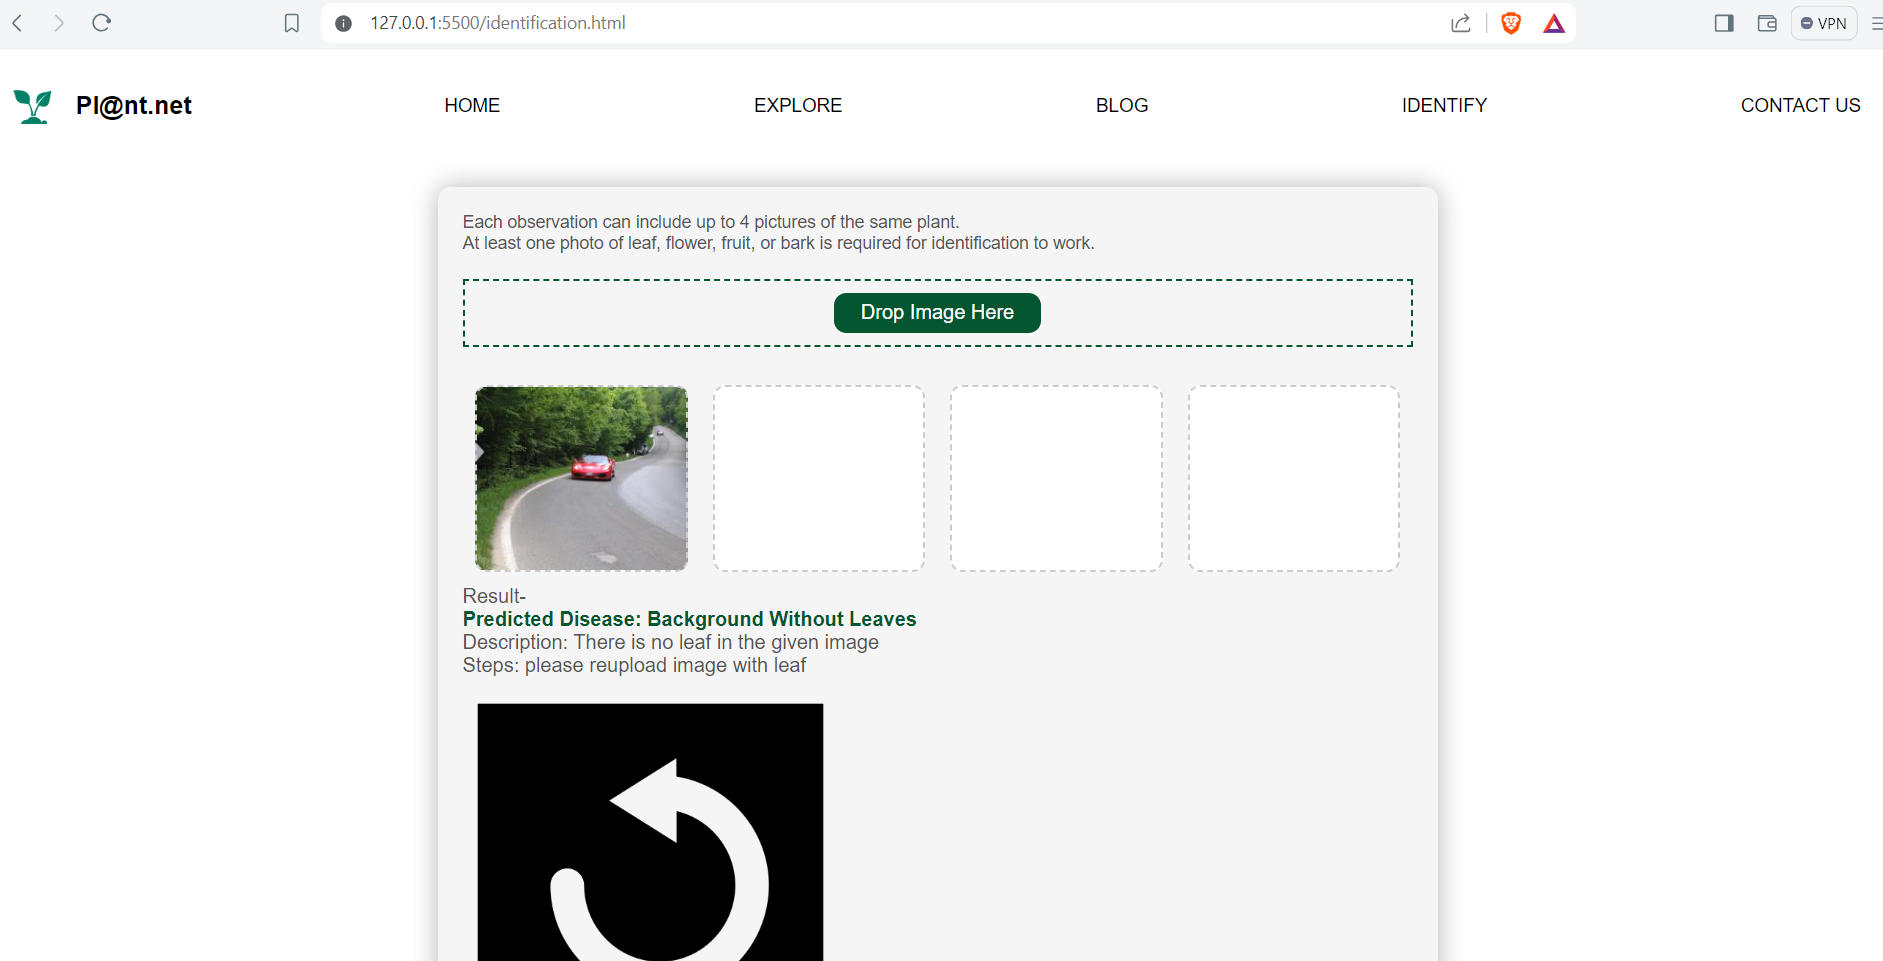 127.0.0.1:5500/identification.html
VPN
Pl@nt.net
HOME
EXPLORE
BLOG
IDENTIFY
CONTACT US
Each observation can include up to 4 pictures of the same plant.
At least one photo of leaf, flower, fruit, or bark is required for identification to work.
Drop Image Here
Result-
Predicted Disease: Background Without Leaves
Description: There is no leaf in the given image
Steps: please reupload image with leaf